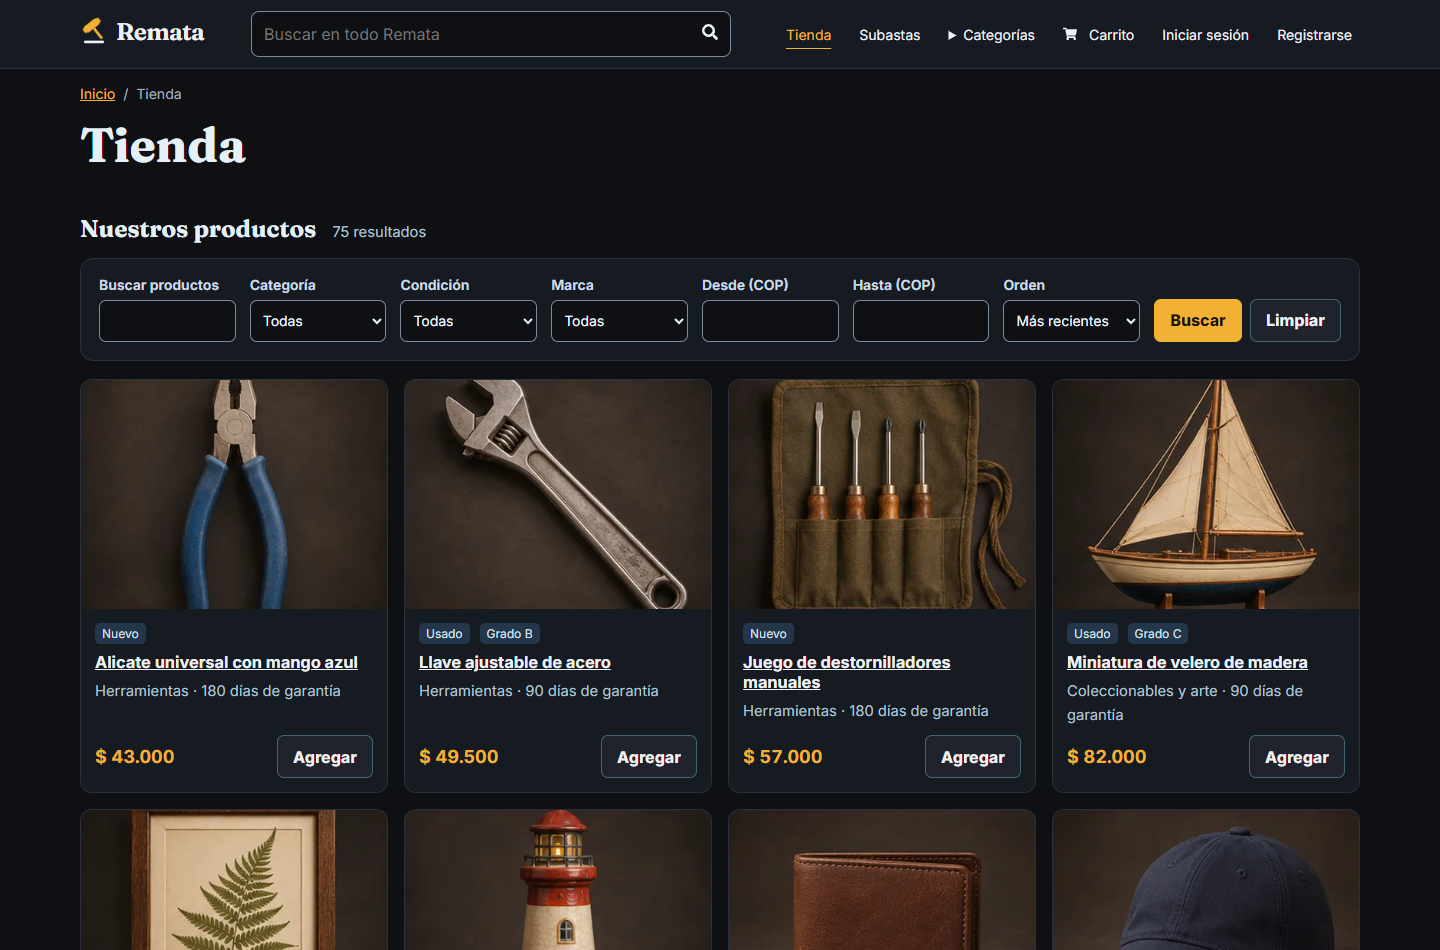 Remata
Buscar en todo Remata
Tienda
Subastas
Categorías
Carrito
Iniciar sesión
Registrarse
Inicio / Tienda
Tienda
Nuestros productos 75 resultados
Buscar productos
Categoría
Condición
Marca
Desde (COP)
Hasta (COP)
Orden
Todas
Todas
Todas
Más recientes
Buscar
Limpiar
Nuevo
Alicate universal con mango azul
Herramientas · 180 días de garantía
$ 43.000
Agregar
Usado Grado B
Llave ajustable de acero
Herramientas · 90 días de garantía
$ 49.500
Agregar
Nuevo
Juego de destornilladores
manuales
Herramientas · 180 días de garantía
$ 57.000
Agregar
Usado Grado C
Miniatura de velero de madera
Coleccionables y arte · 90 días de
garantía
$ 82.000
Agregar